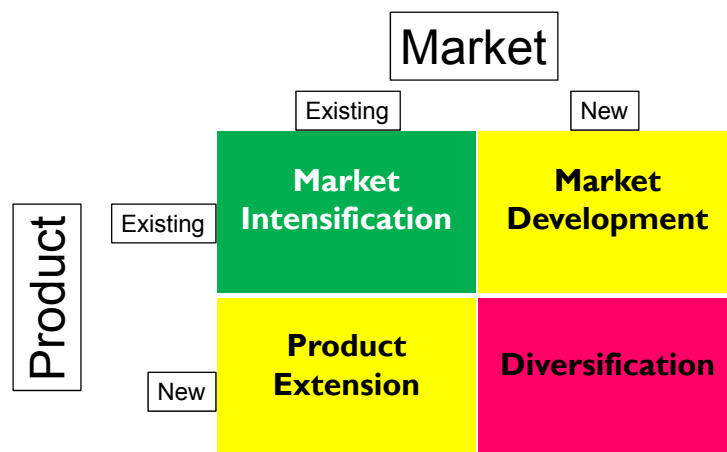 Market
Existing
New
Product
Existing
Market
Intensification
Market
Development
New
Product
Extension
Diversification